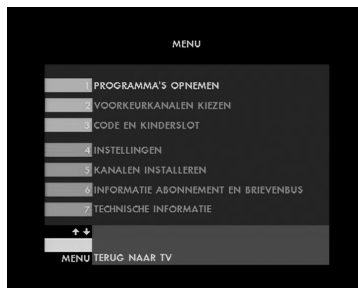 MENU
1 PROGRAMMA'S OPNEMEN
2 VOORKEURKANALEN KIEZEN
3 CODE EN KINDERSLOT
4 INSTELLINGEN
5 KANALEN INSTALLEREN
6 INFORMATIE ABONNEMENT EN BRIEVENBUS
7 TECHNISCHE INFORMATIE
MENU TERUG NAAR TV